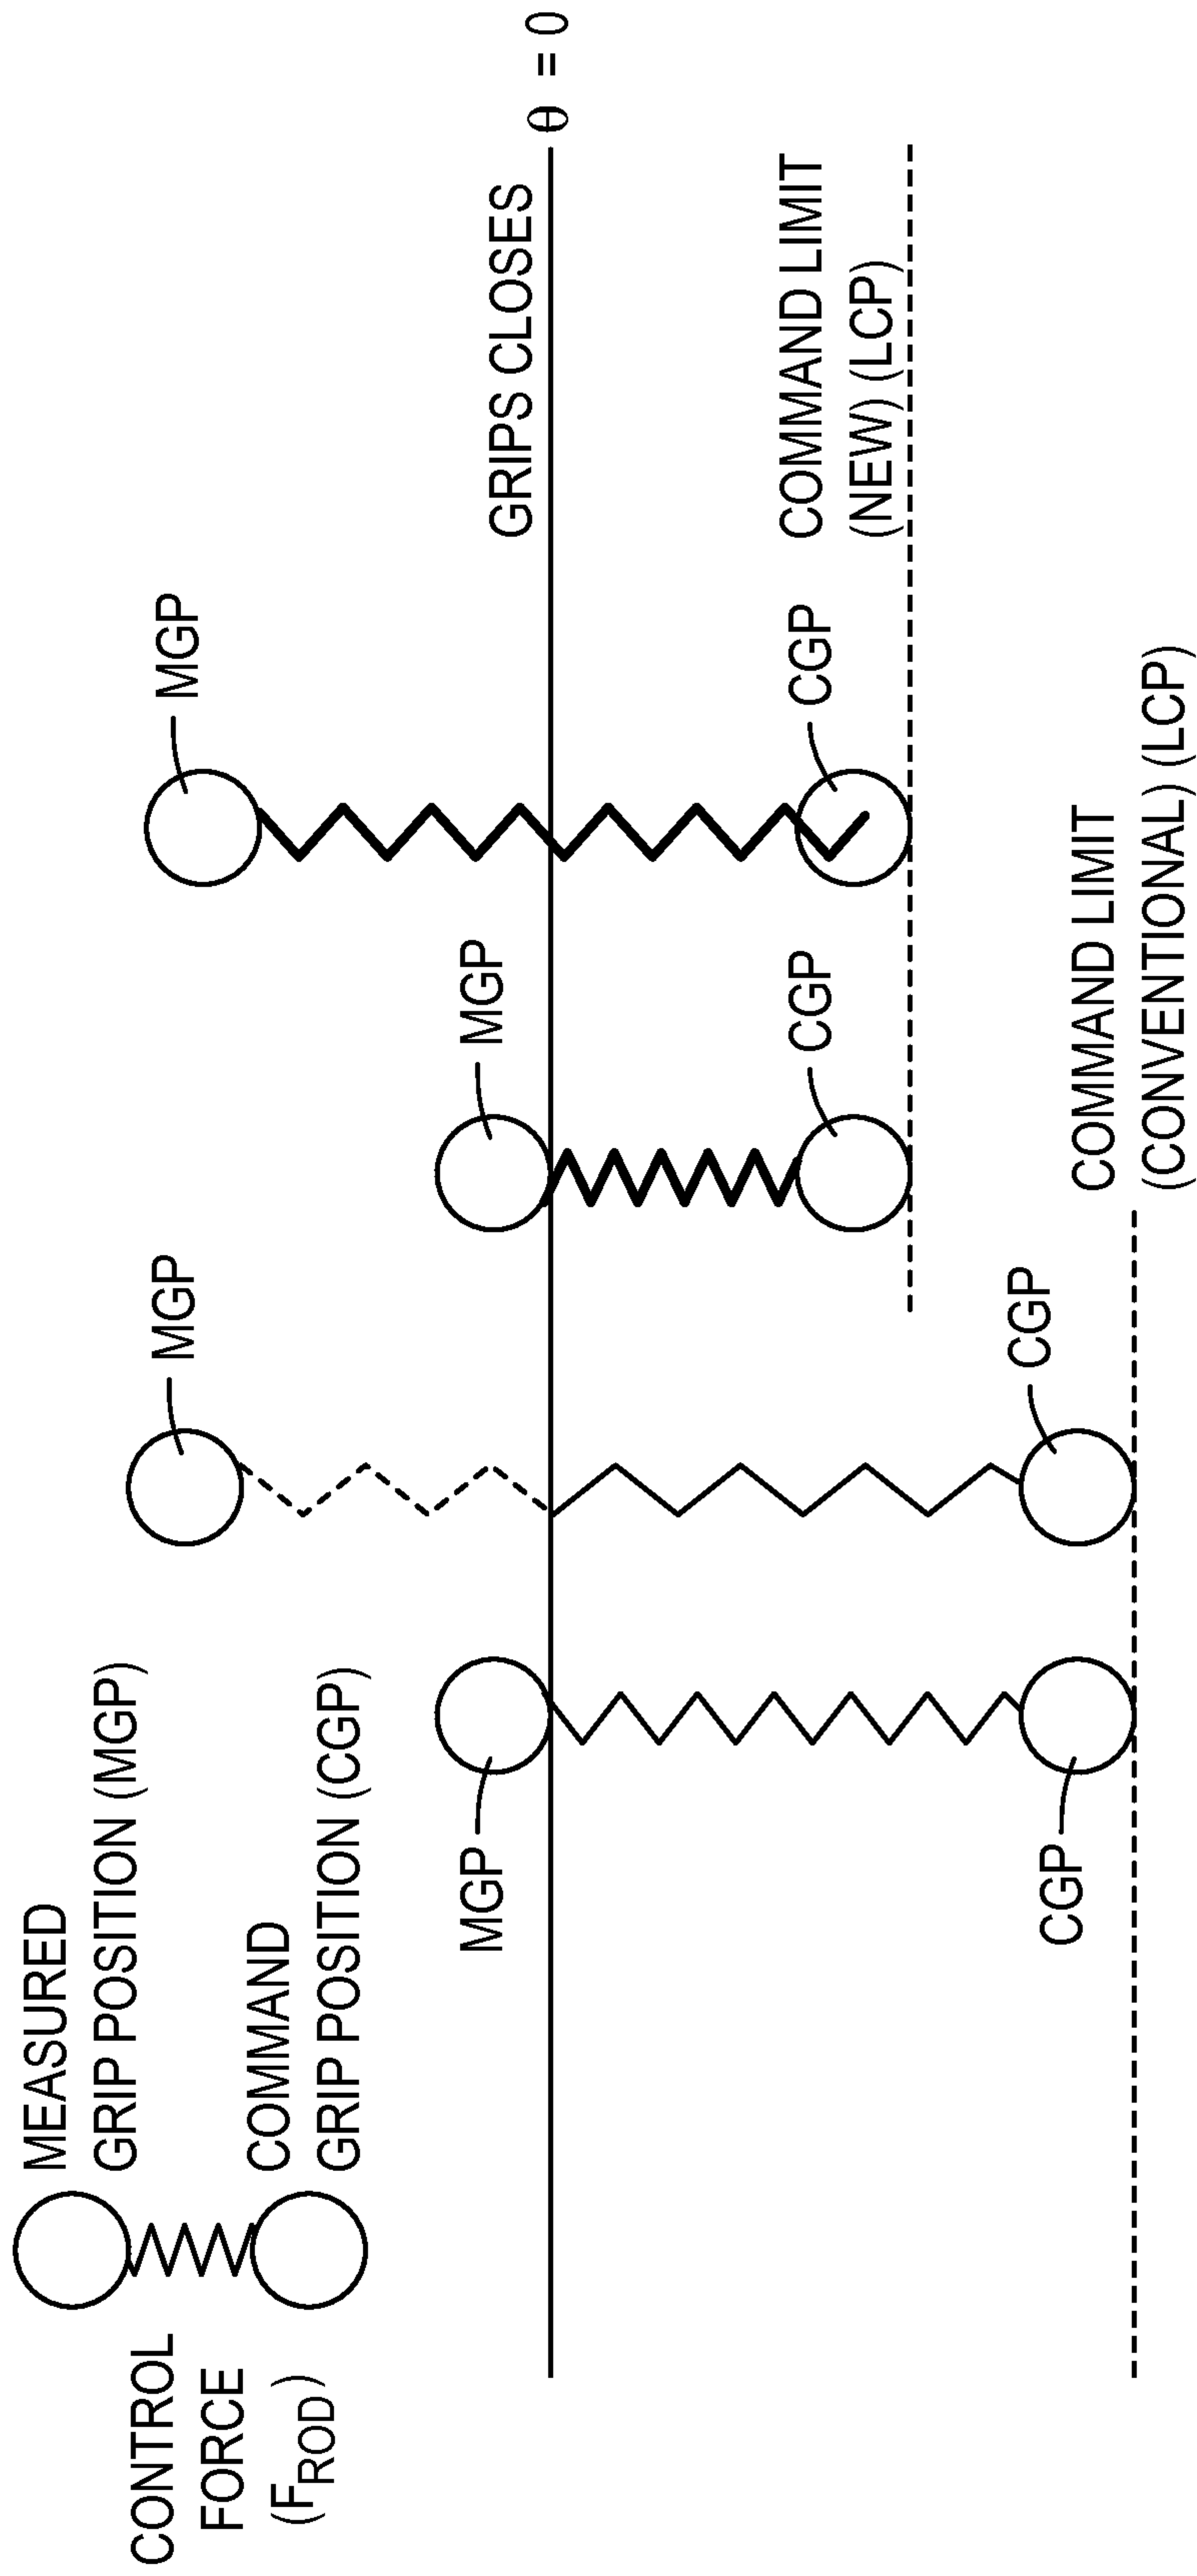 MEASURED
GRIP POSITION (MGP)
CONTROL
FORCE
(FROD)
COMMAND
GRIP POSITION (CGP)
MGP
CGP
MGP
CGP
MGP
CGP
MGP
CGP
GRIPS CLOSES
θ = 0
COMMAND LIMIT
(NEW) (LCP)
COMMAND LIMIT
(CONVENTIONAL) (LCP)